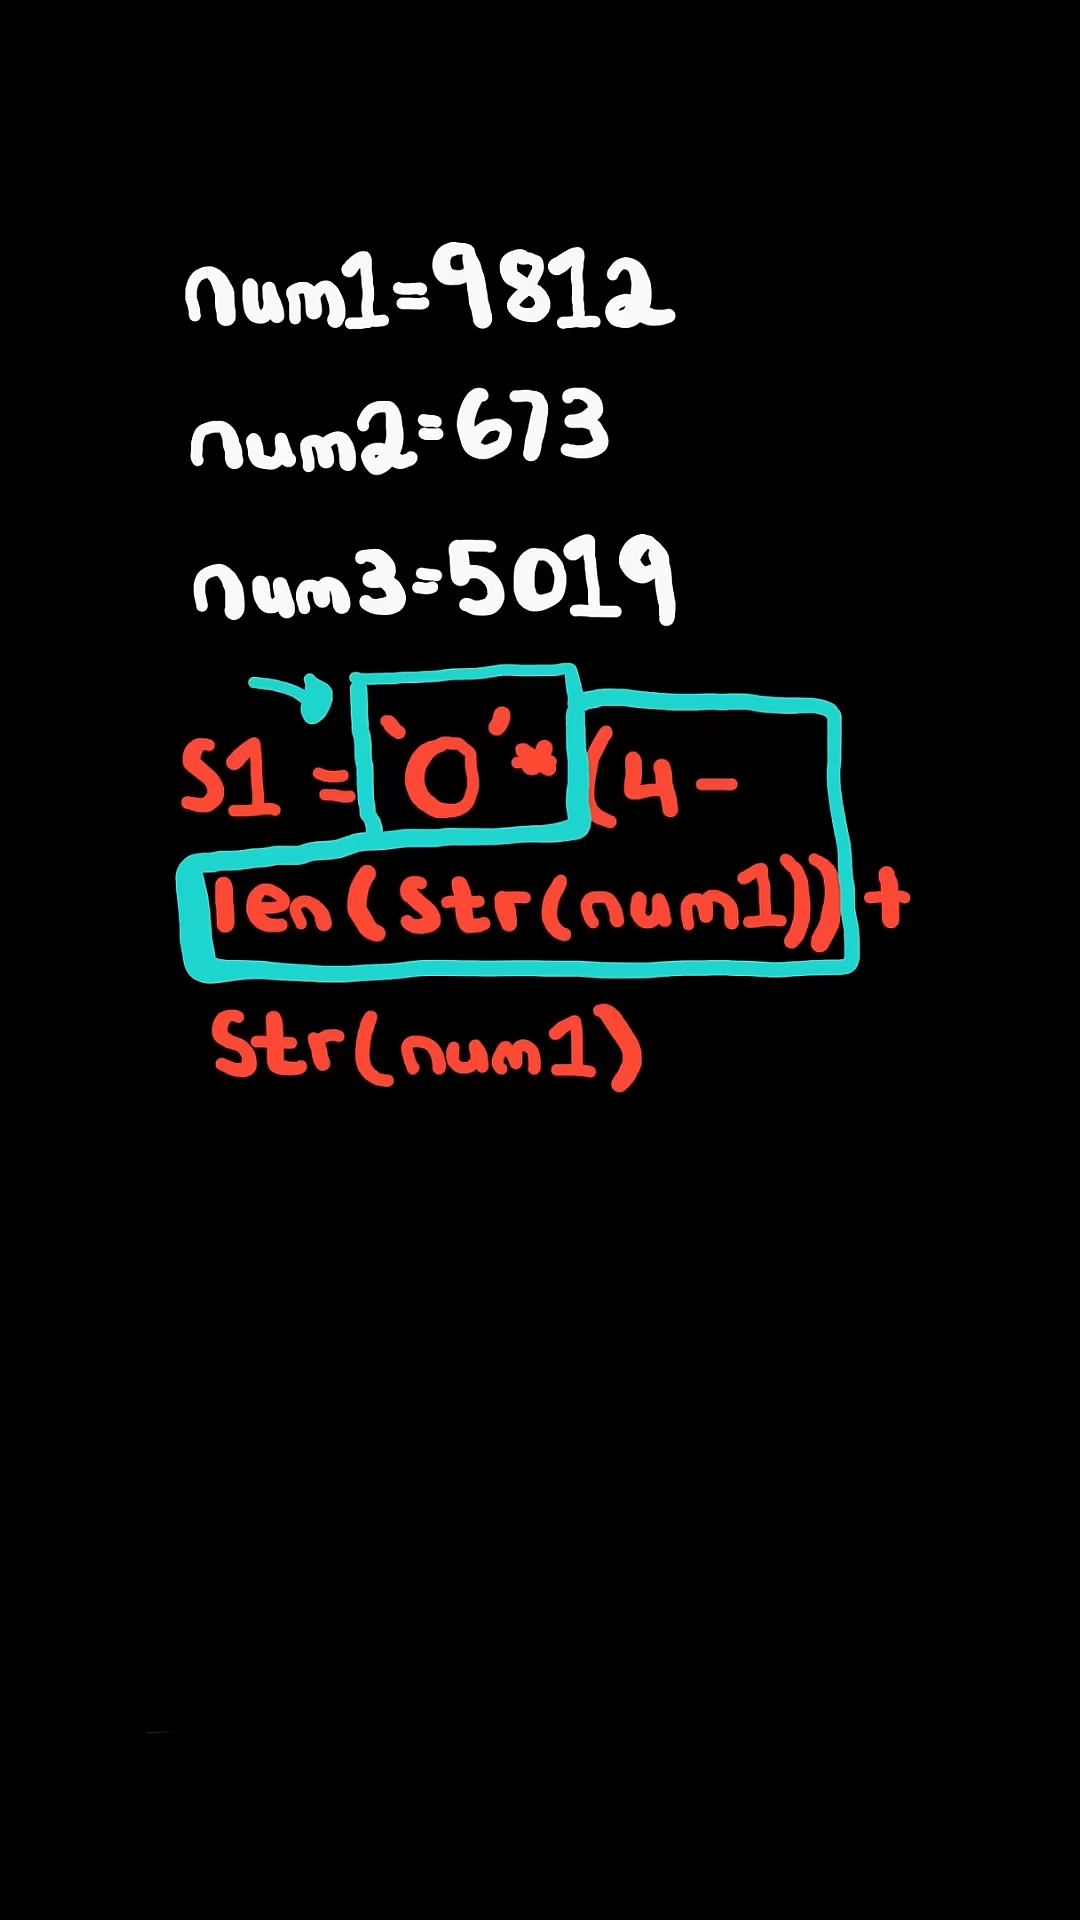 num1=9812
num2=673
num3=5019
S1 = '0'*(4-
len(str(num1))+
Str(num1)